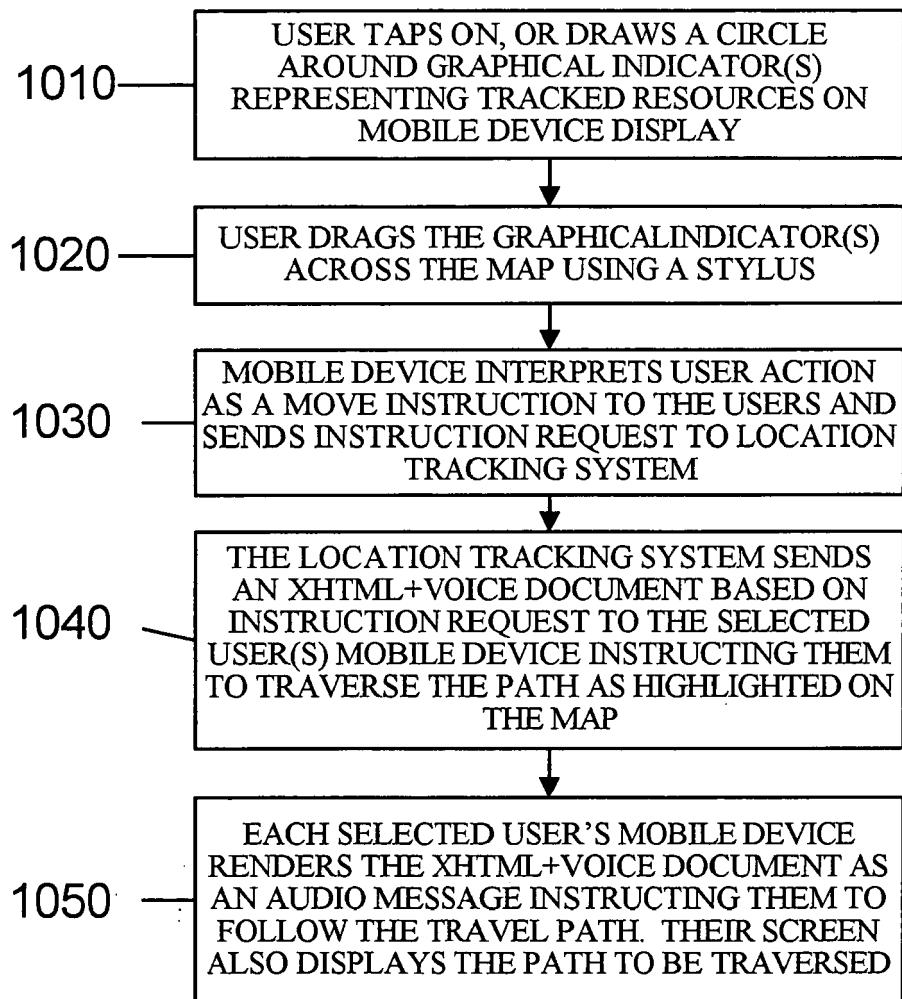 1010
USER TAPS ON, OR DRAWS A CIRCLE
AROUND GRAPHICAL INDICATOR(S)
REPRESENTING TRACKED RESOURCES ON
MOBILE DEVICE DISPLAY
1020
USER DRAGS THE GRAPHICALINDICATOR(S)
ACROSS THE MAP USING A STYLUS
1030
MOBILE DEVICE INTERPRETS USER ACTION
AS A MOVE INSTRUCTION TO THE USERS AND
SENDS INSTRUCTION REQUEST TO LOCATION
TRACKING SYSTEM
1040
THE LOCATION TRACKING SYSTEM SENDS
AN XHTML+VOICE DOCUMENT BASED ON
INSTRUCTION REQUEST TO THE SELECTED
USER(S) MOBILE DEVICE INSTRUCTING THEM
TO TRAVERSE THE PATH AS HIGHLIGHTED ON
THE MAP
1050
EACH SELECTED USER'S MOBILE DEVICE
RENDERS THE XHTML+VOICE DOCUMENT AS
AN AUDIO MESSAGE INSTRUCTING THEM TO
FOLLOW THE TRAVEL PATH. THEIR SCREEN
ALSO DISPLAYS THE PATH TO BE TRAVERSED